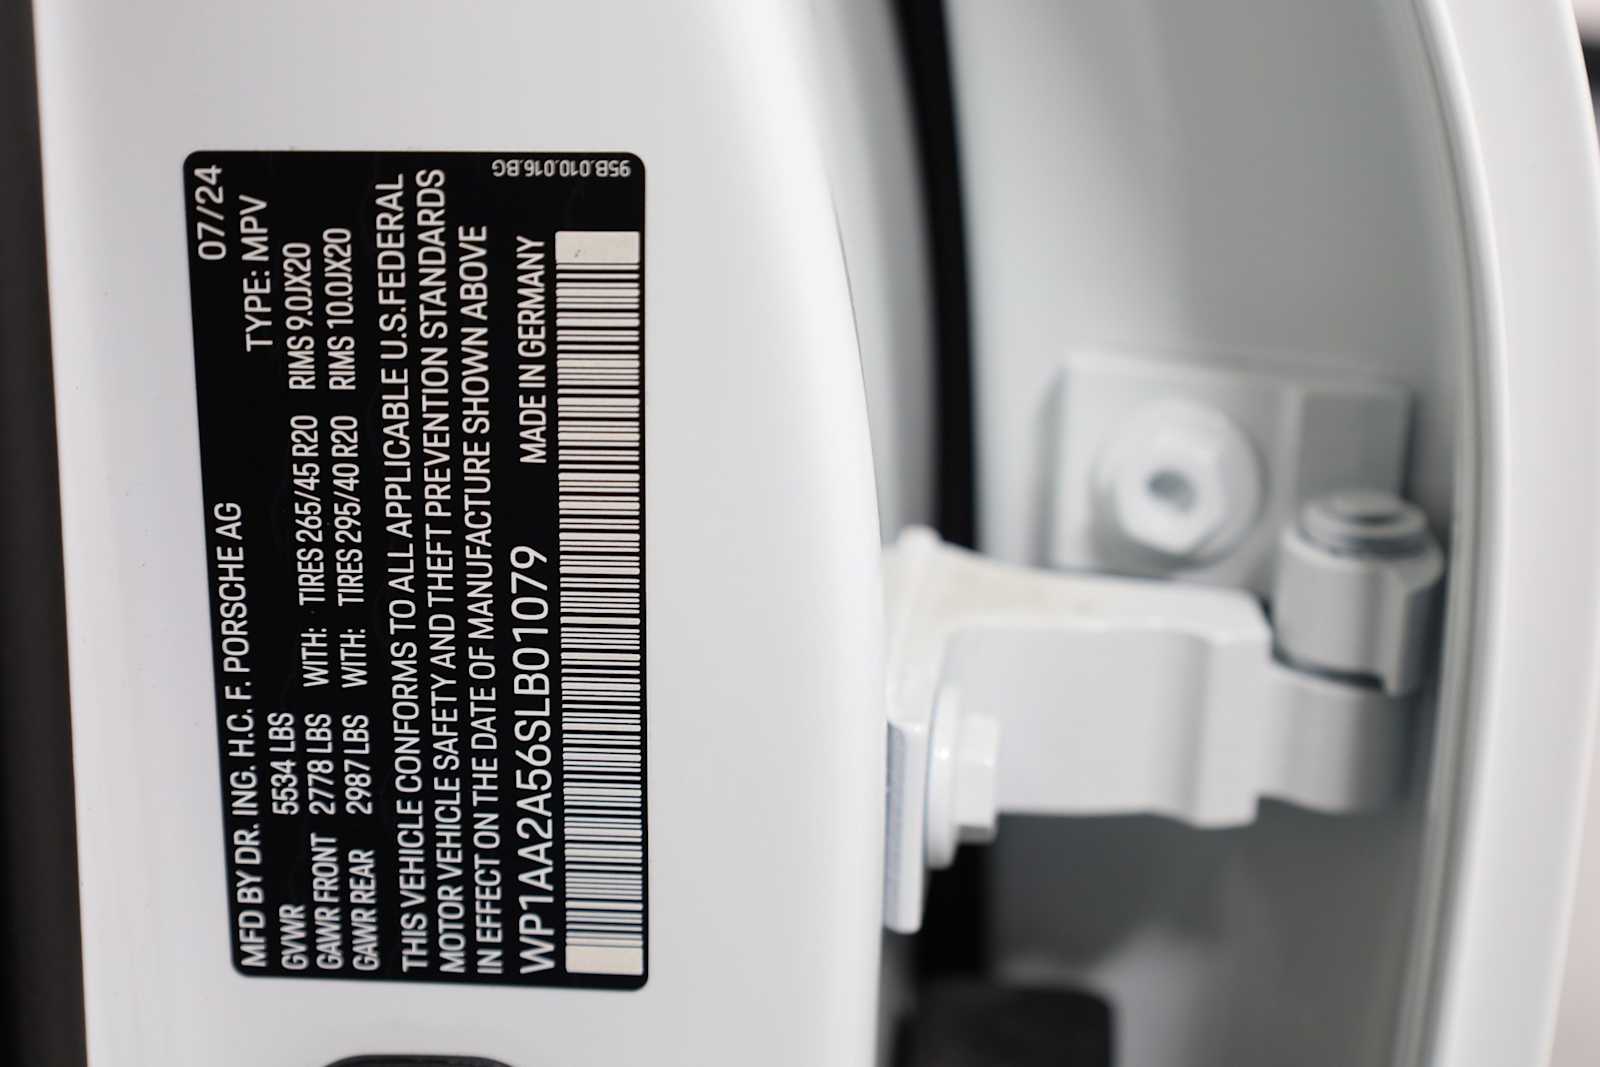 07/24
MFD BY DR. ING. H.C. F. PORSCHE AG TYPE: MPV
GVWR 5534 LBS WITH: TIRES 265/45 R20 RIMS 9.0JX20
GAWR FRONT 2778 LBS WITH: TIRES 295/40 R20 RIMS 10.0JX20
GAWR REAR 2987 LBS
THIS VEHICLE CONFORMS TO ALL APPLICABLE U.S.FEDERAL
MOTOR VEHICLE SAFETY AND THEFT PREVENTION STANDARDS
IN EFFECT ON THE DATE OF MANUFACTURE SHOWN ABOVE
WP1AA2A56SLB01079 MADE IN GERMANY
95B.010.016.BG